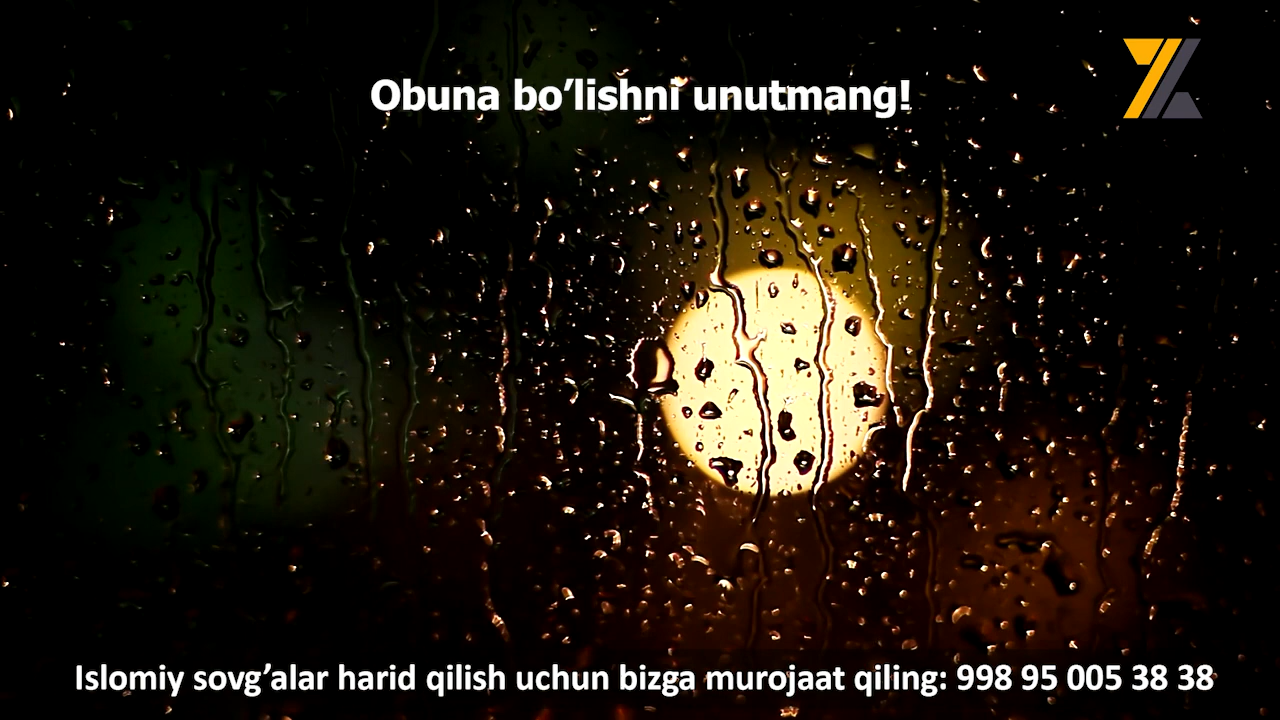 Obuna bo’lishni unutmang!
Islomiy sovg’alar harid qilish uchun bizga murojaat qiling: 998 95 005 38 38